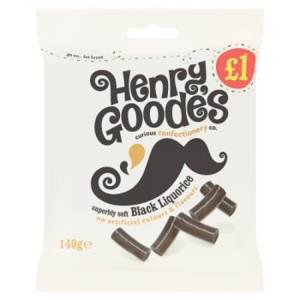 £1
Henry
Goode's
curious confectionery co.
superbly soft Black Liquorice
no artificial colours & flavours
140g℮